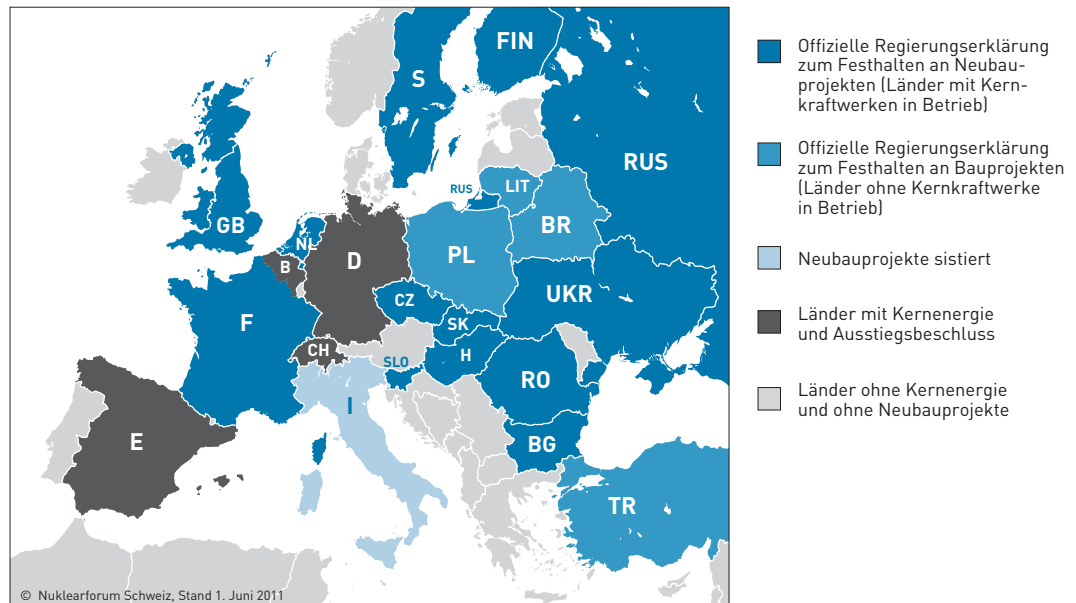 FIN
S
RUS
RUS
LIT
GB
BR
NL
PL
D
B
UKR
CZ
F
SK
CH
H
SLO
RO
I
E
BG
TR
© Nuklearforum Schweiz, Stand 1. Juni 2011
Offizielle Regierungserklärung
zum Festhalten an Neubau-
projekten (Länder mit Kern-
kraftwerken in Betrieb)
Offizielle Regierungserklärung
zum Festhalten an Bauprojekten
(Länder ohne Kernkraftwerke
in Betrieb)
Neubauprojekte sistiert
Länder mit Kernenergie
und Ausstiegsbeschluss
Länder ohne Kernenergie
und ohne Neubauprojekte